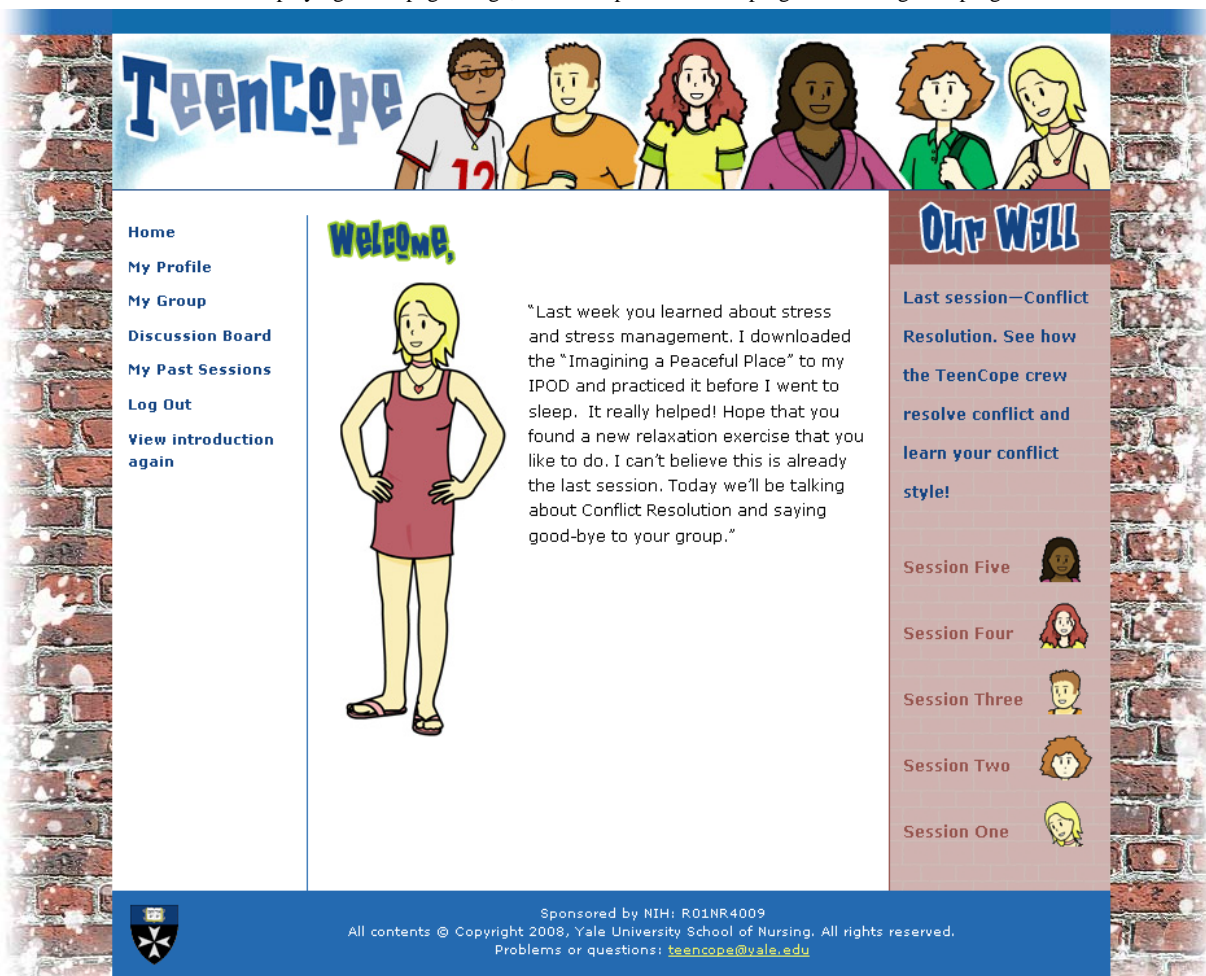 TeenCope
12
Home
My Profile
My Group
Discussion Board
My Past Sessions
Log Out
View introduction
again
Welcome,
“Last week you learned about stress
and stress management. I downloaded
the “Imagining a Peaceful Place” to my
IPOD and practiced it before I went to
sleep.  It really helped! Hope that you
found a new relaxation exercise that you
like to do. I can’t believe this is already
the last session. Today we’ll be talking
about Conflict Resolution and saying
good-bye to your group.”
Our Wall
Last session—Conflict
Resolution. See how
the TeenCope crew
resolve conflict and
learn your conflict
style!
Session Five
Session Four
Session Three
Session Two
Session One
Sponsored by NIH: R01NR4009
All contents © Copyright 2008, Yale University School of Nursing. All rights reserved.
Problems or questions: teencope@yale.edu